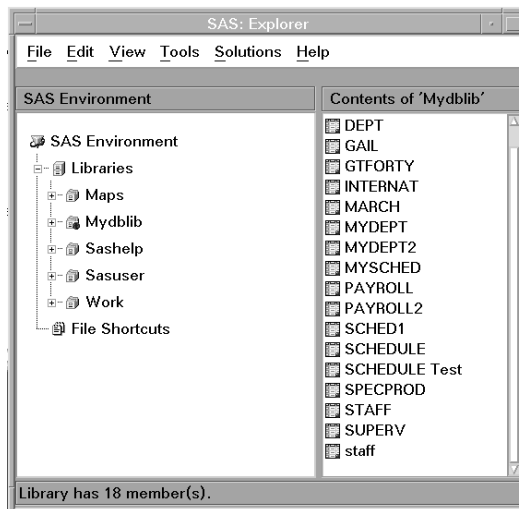 SAS: Explorer
File Edit View Tools Solutions Help
SAS Environment
SAS Environment
Libraries
Maps
Mydblib
Sashelp
Sasuser
Work
File Shortcuts
Contents of 'Mydblib'
DEPT
GAIL
GTFORTY
INTERNAT
MARCH
MYDEPT
MYDEPT2
MYSCHED
PAYROLL
PAYROLL2
SCHED1
SCHEDULE
SCHEDULE Test
SPECPROD
STAFF
SUPERV
staff
Library has 18 member(s).